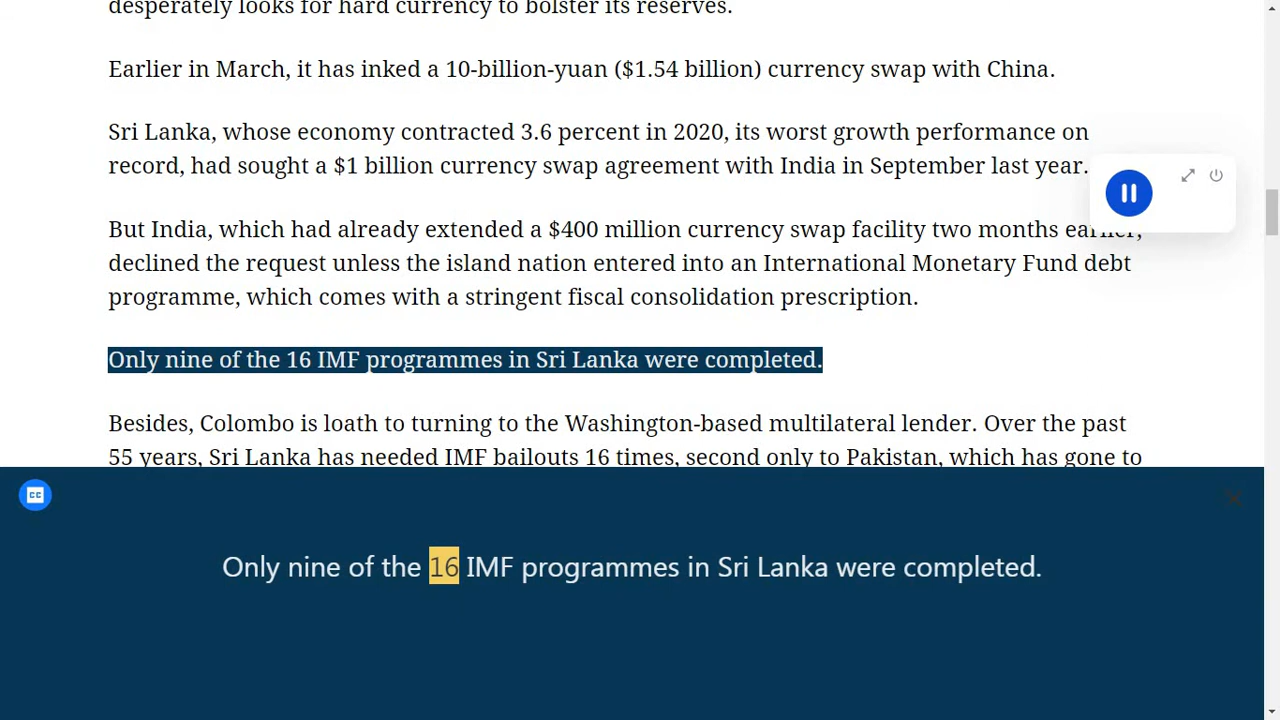 desperately looks for hard currency to bolster its reserves.
Earlier in March, it has inked a 10-billion-yuan ($1.54 billion) currency swap with China.
Sri Lanka, whose economy contracted 3.6 percent in 2020, its worst growth performance on
record, had sought a $1 billion currency swap agreement with India in September last year.
But India, which had already extended a $400 million currency swap facility two months earlier,
declined the request unless the island nation entered into an International Monetary Fund debt
programme, which comes with a stringent fiscal consolidation prescription.
Only nine of the 16 IMF programmes in Sri Lanka were completed.
Besides, Colombo is loath to turning to the Washington-based multilateral lender. Over the past
55 years, Sri Lanka has needed IMF bailouts 16 times, second only to Pakistan, which has gone to
CC
Only nine of the 16 IMF programmes in Sri Lanka were completed.